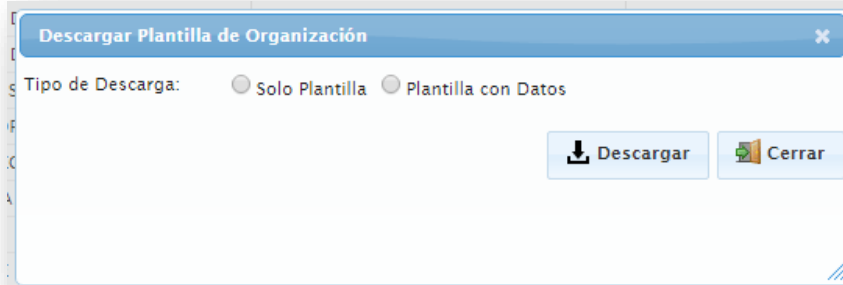 Descargar Plantilla de Organización
Tipo de Descarga: Solo Plantilla Plantilla con Datos
Descargar Cerrar